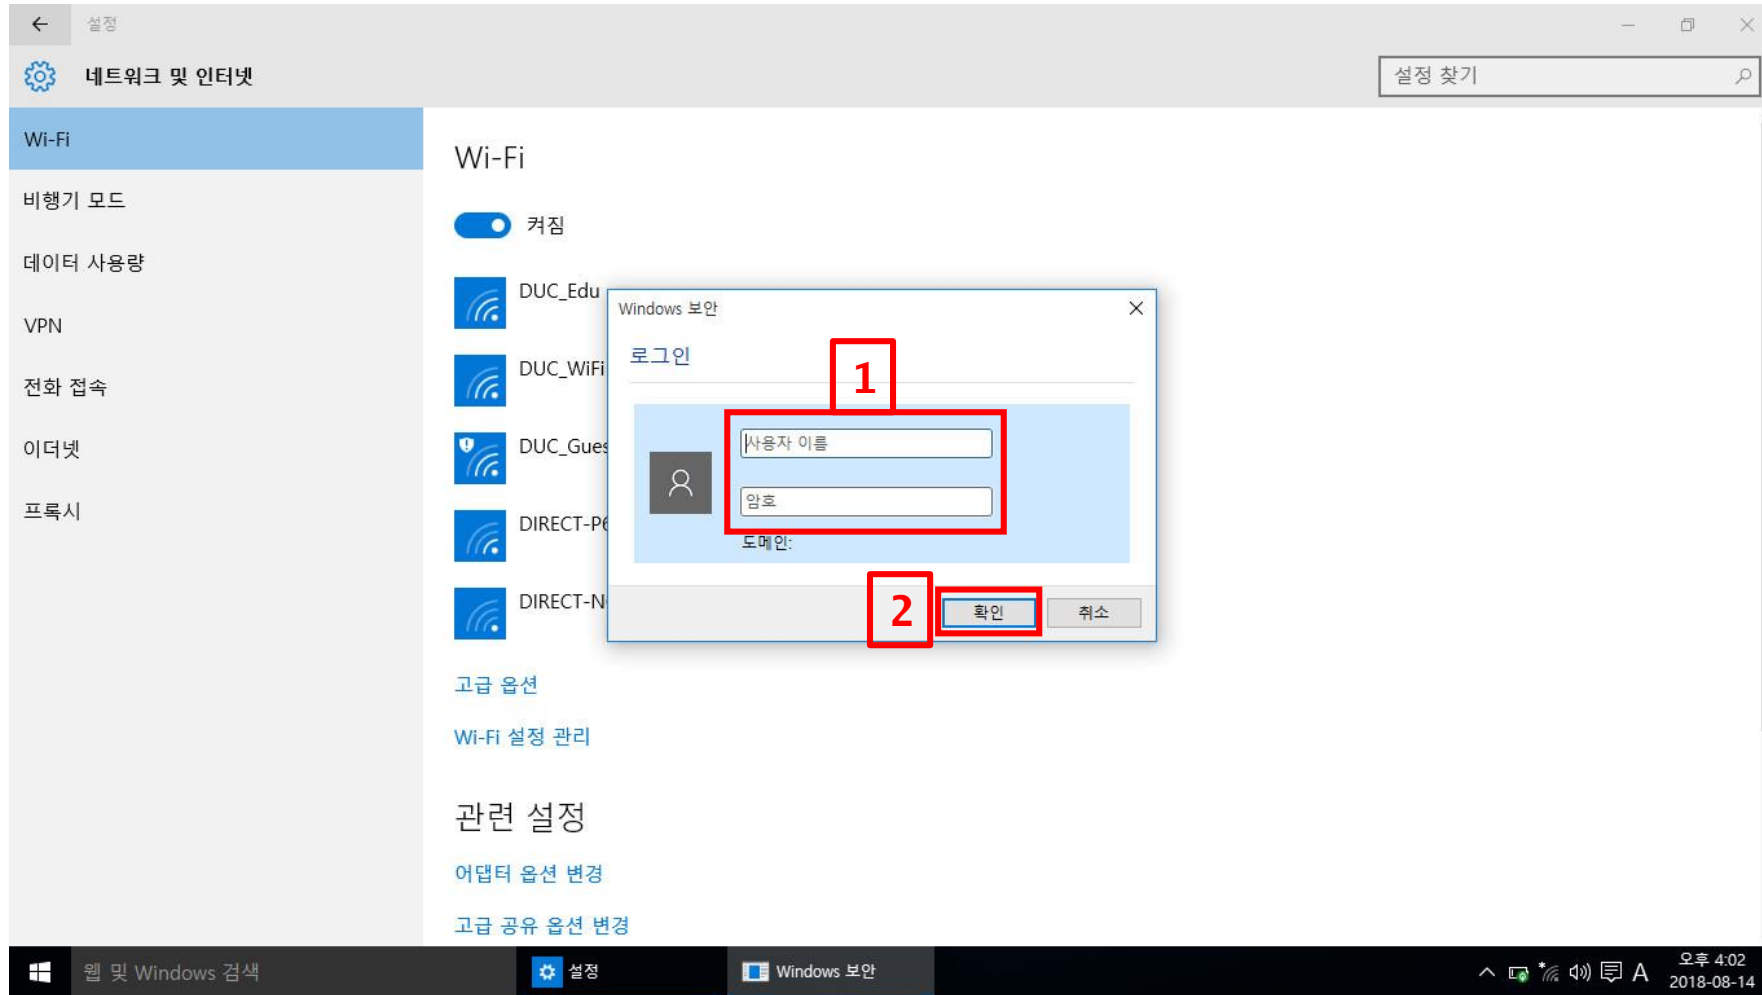 설정
네트워크 및 인터넷
설정 찾기
Wi-Fi
비행기 모드
데이터 사용량
VPN
전화 접속
이더넷
프록시
Wi-Fi
켜짐
DUC_Edu
DUC_WiFi
DUC_Gues
DIRECT-P6
DIRECT-N
고급 옵션
Wi-Fi 설정 관리
관련 설정
어댑터 옵션 변경
고급 공유 옵션 변경
Windows 보안
로그인
1
사용자 이름
암호
도메인:
2
확인
취소
웹 및 Windows 검색
설정
Windows 보안
A
오후 4:02
2018-08-14